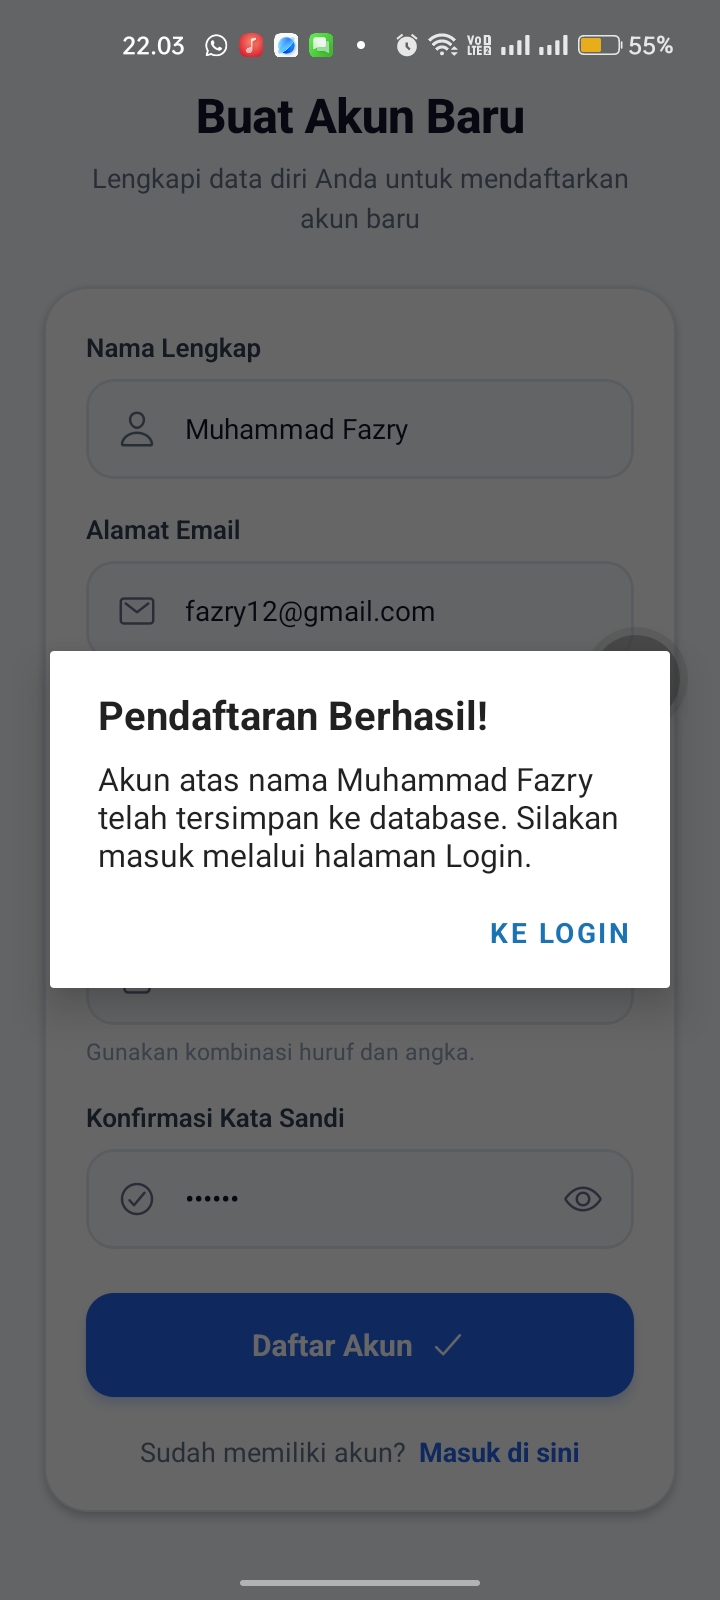 22.03 VoD LTE2 55%
Buat Akun Baru
Lengkapi data diri Anda untuk mendaftarkan
akun baru
Nama Lengkap
Muhammad Fazry
Alamat Email
fazry12@gmail.com
Pendaftaran Berhasil!
Akun atas nama Muhammad Fazry
telah tersimpan ke database. Silakan
masuk melalui halaman Login.
KE LOGIN
Gunakan kombinasi huruf dan angka.
Konfirmasi Kata Sandi
••••••
Daftar Akun
Sudah memiliki akun? Masuk di sini